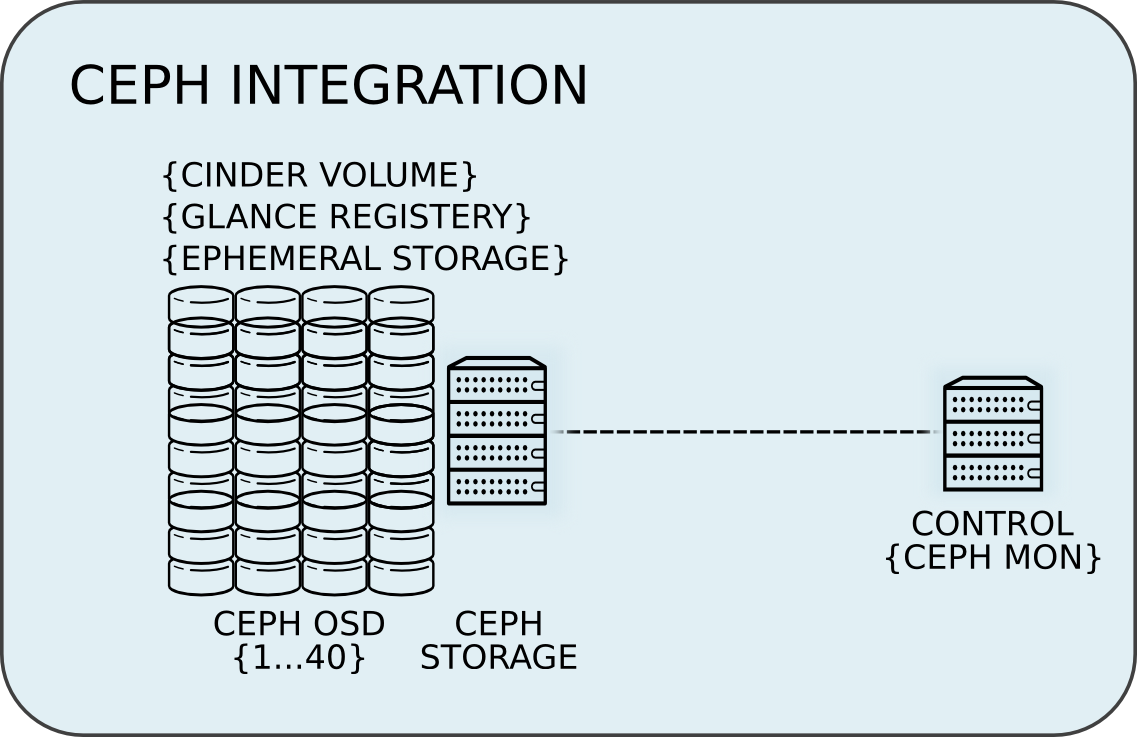 CEPH INTEGRATION
{CINDER VOLUME}
{GLANCE REGISTERY}
{EPHEMERAL STORAGE}
CONTROL
{CEPH MON}
CEPH OSD
{1...40}
CEPH
STORAGE